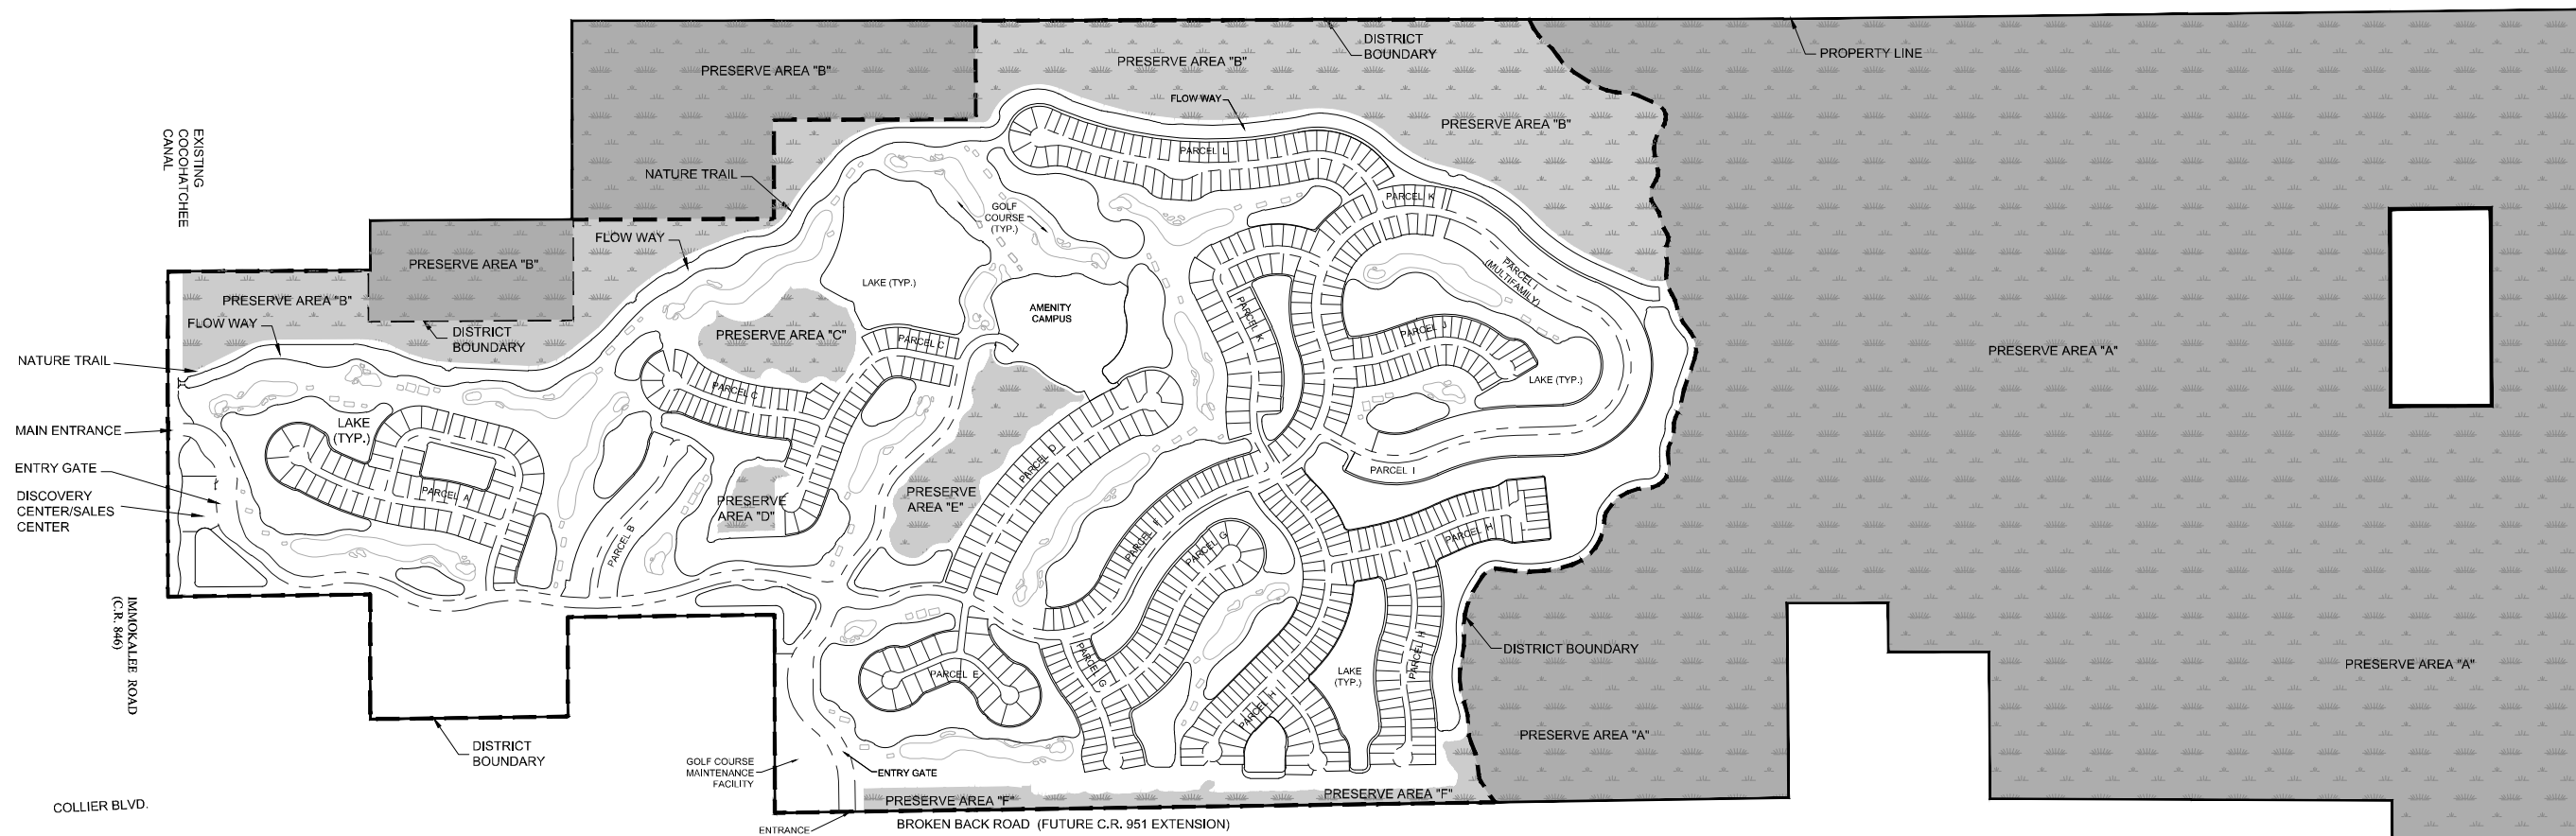 DISTRICT
BOUNDARY
PROPERTY LINE
PRESERVE AREA "B"
PRESERVE AREA "B"
FLOW WAY
PRESERVE AREA "B"
EXISTING
COCOHATCHEE
CANAL
PARCEL L
NATURE TRAIL
PARCEL K
GOLF
COURSE
(TYP.)
FLOW WAY
PRESERVE AREA "B"
PARCEL I
(MULTIFAMILY)
LAKE (TYP.)
PRESERVE AREA "B"
AMENITY
CAMPUS
PARCEL K
FLOW WAY
DISTRICT
BOUNDARY
PRESERVE AREA "C"
PARCEL C
PARCEL J
PRESERVE AREA "A"
NATURE TRAIL
PARCEL C
LAKE (TYP.)
MAIN ENTRANCE
LAKE
(TYP.)
PARCEL D
ENTRY GATE
PARCEL I
DISCOVERY
CENTER/SALES
CENTER
PARCEL A
PRESERVE
AREA "D"
PRESERVE
AREA "E"
PARCEL B
PARCEL F
PARCEL G
PARCEL H
IMMOKALEE ROAD
(C.R. 846)
DISTRICT BOUNDARY
PARCEL E
PARCEL G
LAKE
(TYP.)
PARCEL H
PRESERVE AREA "A"
PARCEL H
DISTRICT
BOUNDARY
PRESERVE AREA "A"
GOLF COURSE
MAINTENANCE
FACILITY
ENTRY GATE
COLLIER BLVD.
PRESERVE AREA "F"
PRESERVE AREA "F"
ENTRANCE
BROKEN BACK ROAD (FUTURE C.R. 951 EXTENSION)